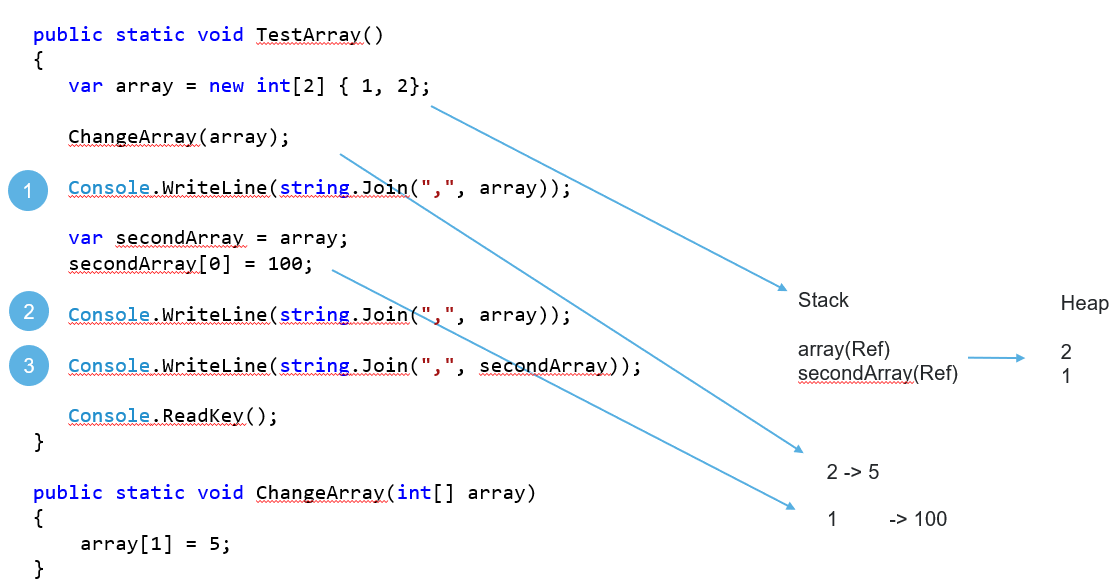 public static void TestArray()
{
var array = new int[2] { 1, 2};
ChangeArray(array);
1 Console.WriteLine(string.Join(",", array));
var secondArray = array;
secondArray[0] = 100;
2 Console.WriteLine(string.Join(",", array));
3 Console.WriteLine(string.Join(",", secondArray));
Console.ReadKey();
}
public static void ChangeArray(int[] array)
{
array[1] = 5;
}
Stack
array(Ref)
secondArray(Ref)
Heap
2
1
2 -> 5
1 -> 100